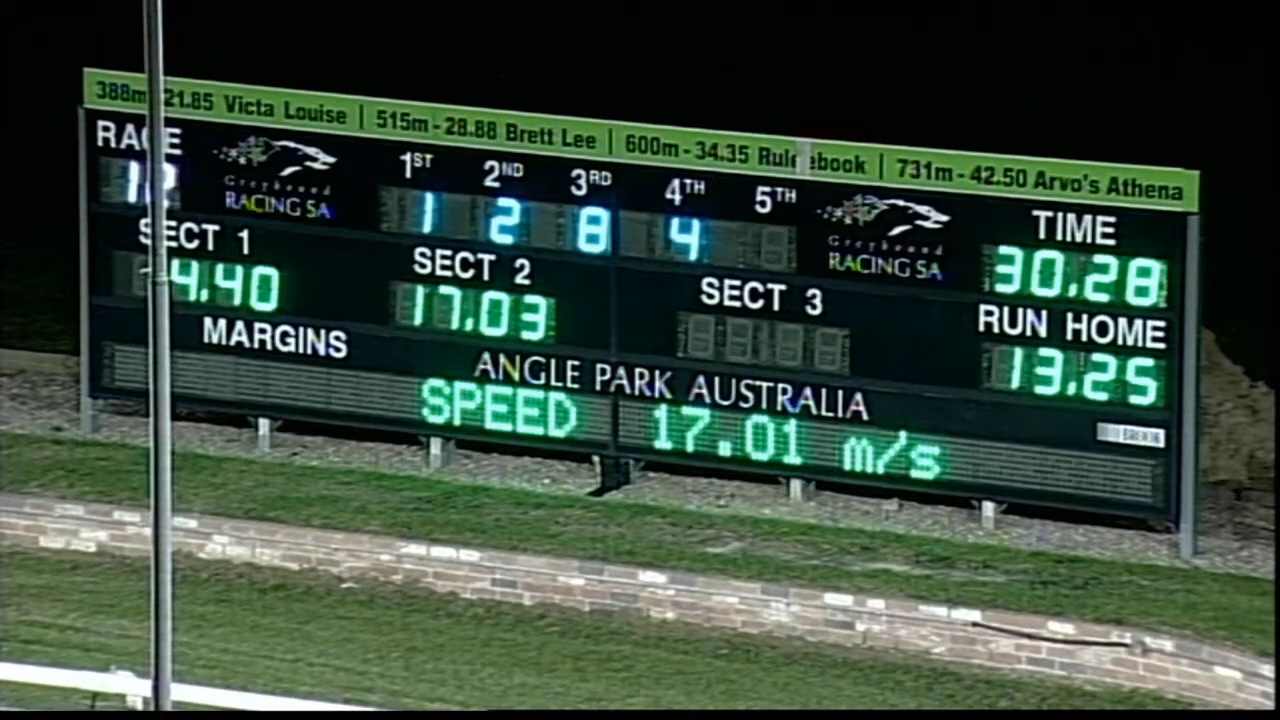 388m-21.85 Victa Louise | 515m-28.88 Brett Lee | 600m-34.35 Rulebook | 731m-42.50 Arvo's Athena
RACE
Greyhound RACING SA
1ST 2ND 3RD 4TH 5TH
1 2 8 4
Greyhound RACING SA
TIME
30.28
SECT 1
4.40
SECT 2
17.03
SECT 3
RUN HOME
13.25
MARGINS
ANGLE PARK AUSTRALIA
SPEED 17.01 m/s